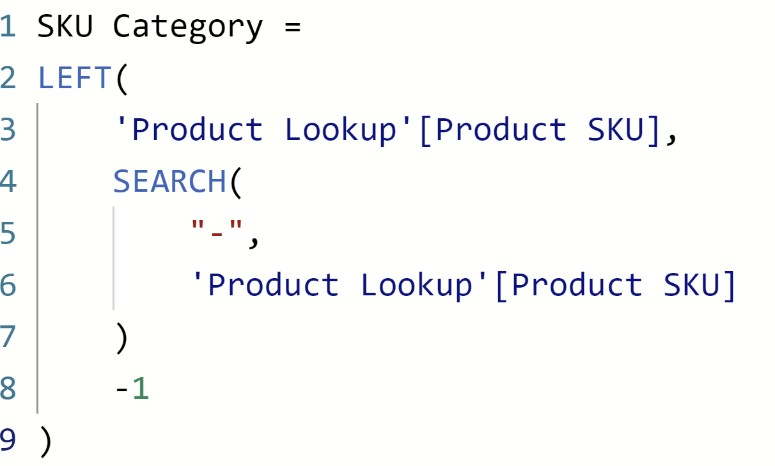 1 SKU Category =
2 LEFT(
3     'Product Lookup'[Product SKU],
4     SEARCH(
5         "-",
6         'Product Lookup'[Product SKU]
7     )
8     -1
9 )